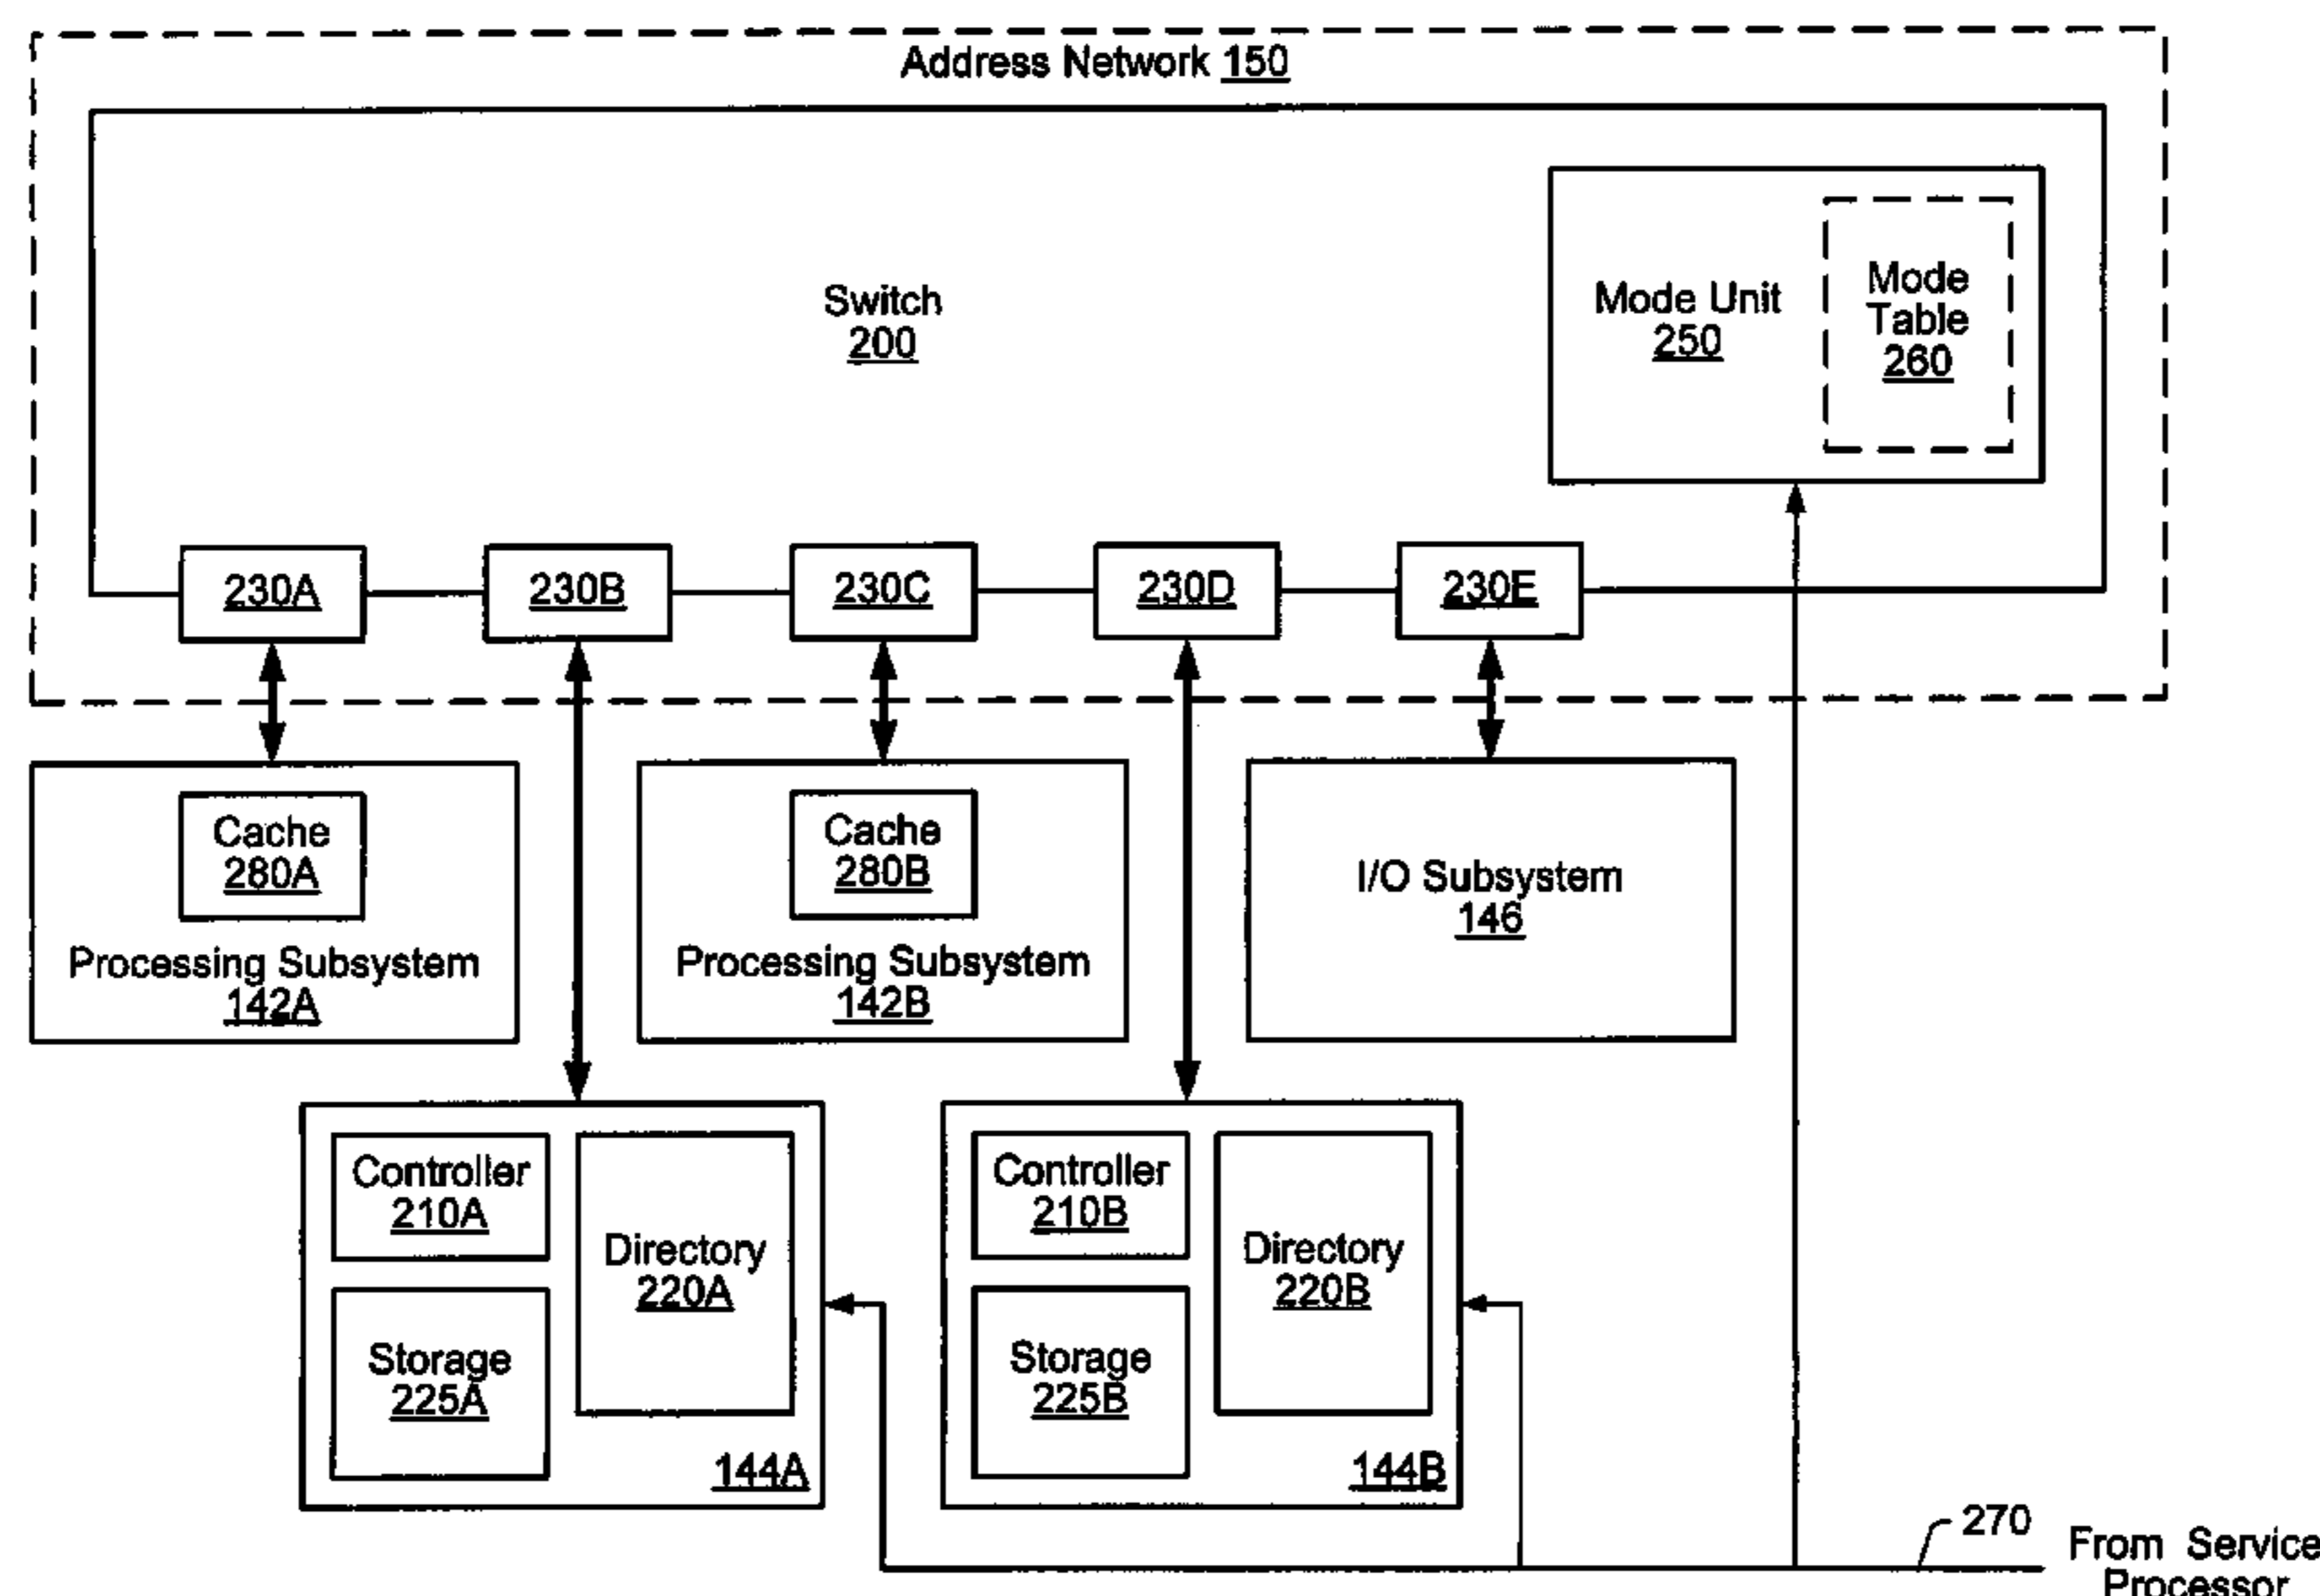 Address Network 150
Switch
200
Mode Unit
250
Mode
Table
260
230A
230B
230C
230D
230E
Cache
280A
Processing Subsystem
142A
Cache
280B
Processing Subsystem
142B
I/O Subsystem
146
Controller
210A
Directory
220A
Storage
225A
144A
Controller
210B
Directory
220B
Storage
225B
144B
270
From Service
Processor